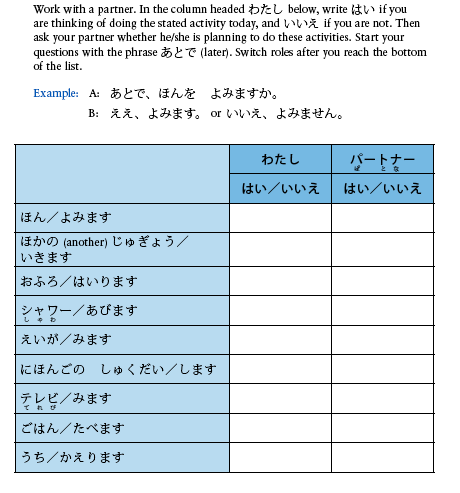 Work with a partner. In the column headed わたし below, write はい if you
are thinking of doing the stated activity today, and いいえ if you are not. Then
ask your partner whether he/she is planning to do these activities. Start your
questions with the phrase あとで (later). Switch roles after you reach the bottom
of the list.
Example: A: あとで、ほんを　よみますか。
B: ええ、よみます。 or いいえ、よみません。
わたし パートナー
ぱ と な
はい／いいえ はい／いいえ
ほん／よみます
ほかの (another) じゅぎょう／
いきます
おふろ／はいります
シャワー／あびます
しゃ わ
えいが／みます
にほんごの　しゅくだい／します
テレビ／みます
てれび
ごはん／たべます
うち／かえります